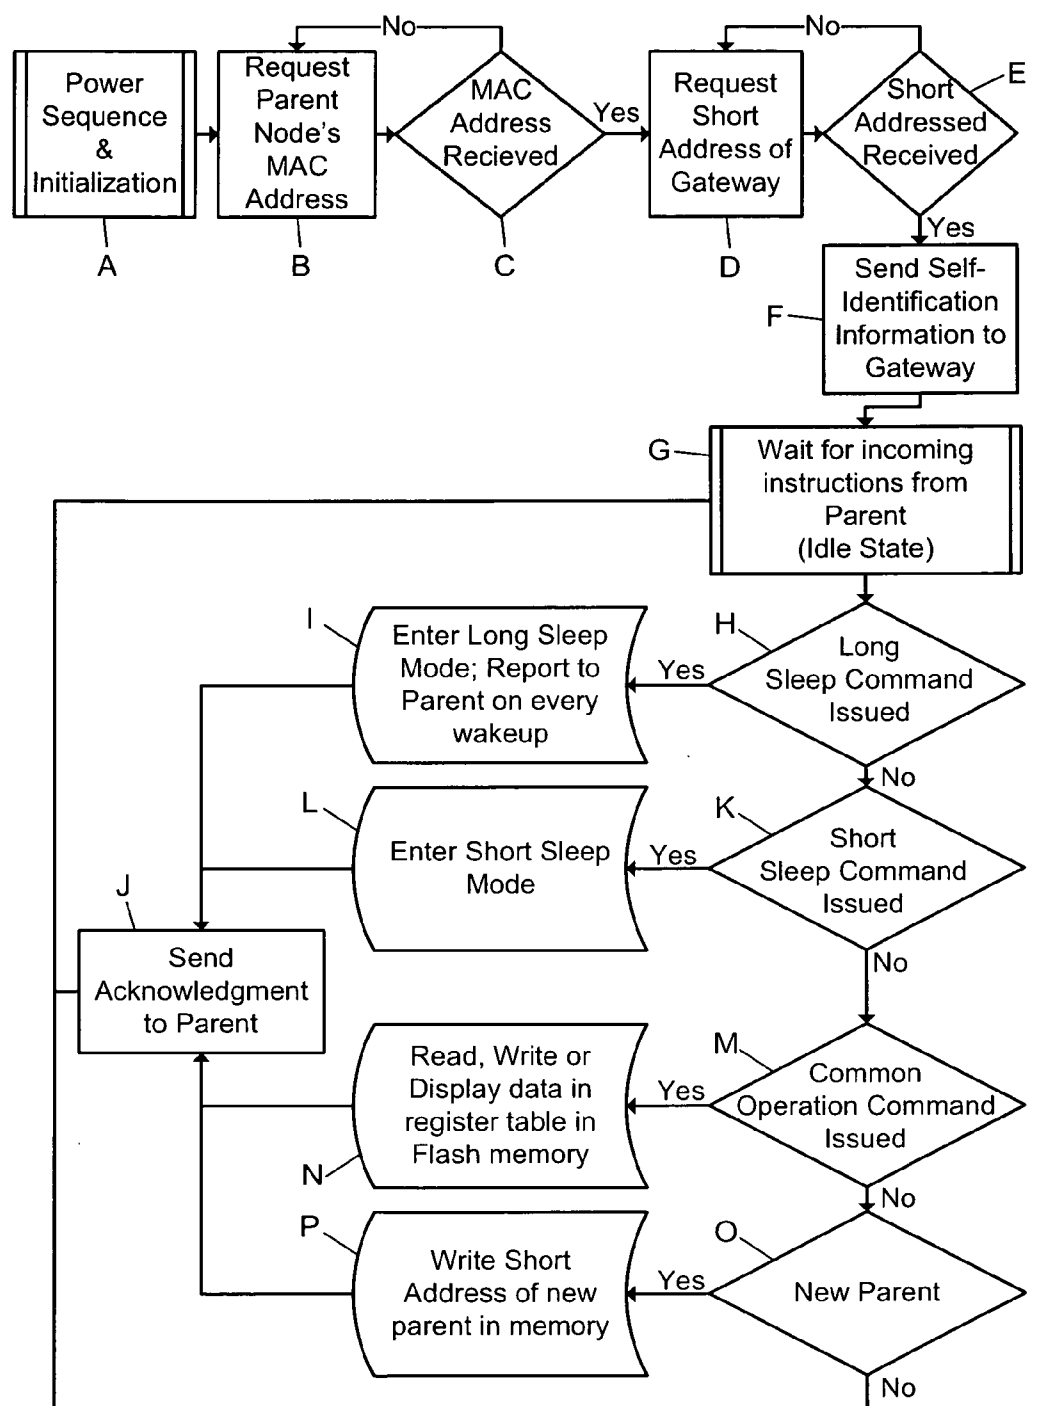 No
No
Power
Sequence
&
Initialization
Request
Parent
Node's
MAC
Address
MAC
Address
Recieved
Yes
Request
Short
Address of
Gateway
Short
Addressed
Received
E
A
B
C
D
Yes
Send Self-
Identification
Information to
Gateway
F
G
Wait for incoming
instructions from
Parent
(Idle State)
I
Enter Long Sleep
Mode; Report to
Parent on every
wakeup
Yes
H
Long
Sleep Command
Issued
No
L
Enter Short Sleep
Mode
Yes
K
Short
Sleep Command
Issued
No
J
Send
Acknowledgment
to Parent
Read, Write or
Display data in
register table in
Flash memory
N
Yes
M
Common
Operation Command
Issued
No
P
Write Short
Address of new
parent in memory
Yes
O
New Parent
No